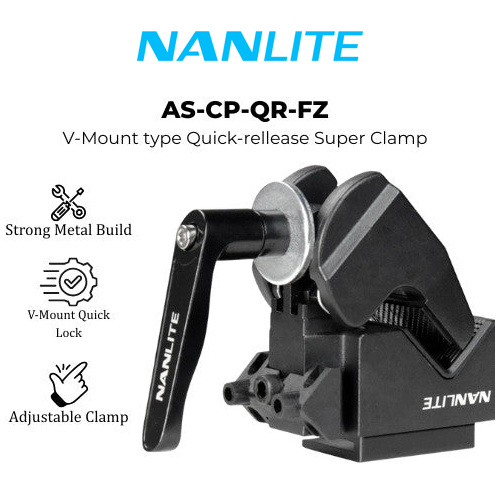 NANLITE
AS-CP-QR-FZ
V-Mount type Quick-rellease Super Clamp
Strong Metal Build
V-Mount Quick
Lock
Adjustable Clamp
NANLITE
NANLITE